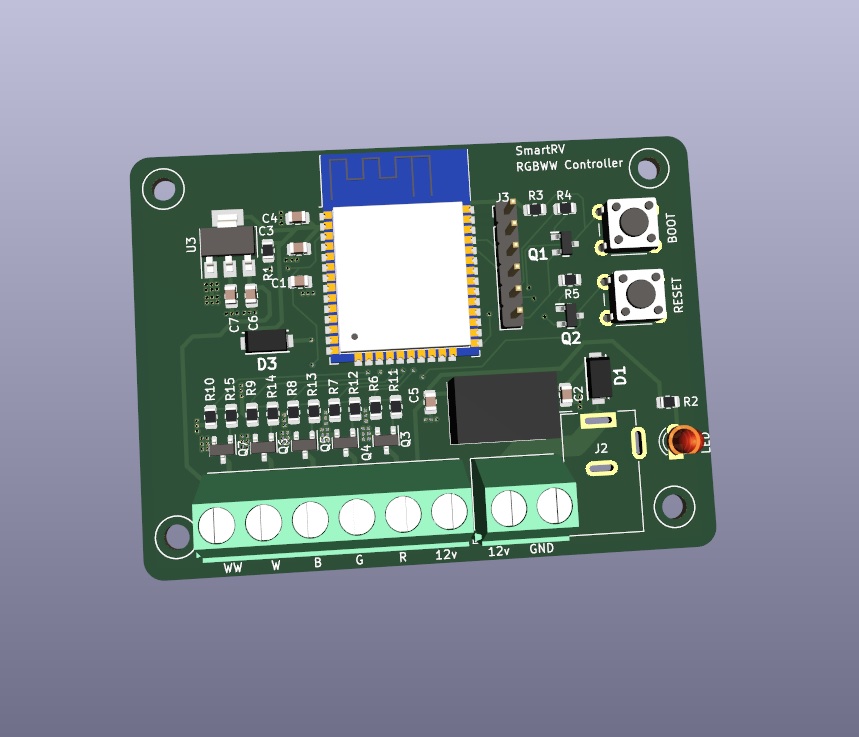 SmartRV
RGBWW Controller
J3
R3
R4
BOOT
U3
C4
C3
R1
C1
Q1
RESET
R5
C7
C6
Q2
D3
D1
R10
R15
R9
R14
R8
R13
R7
R12
R6
R11
C5
C2
R2
Q7
Q5
Q4
Q3
J2
LED
WW
W
B
G
R
12v
12v
GND